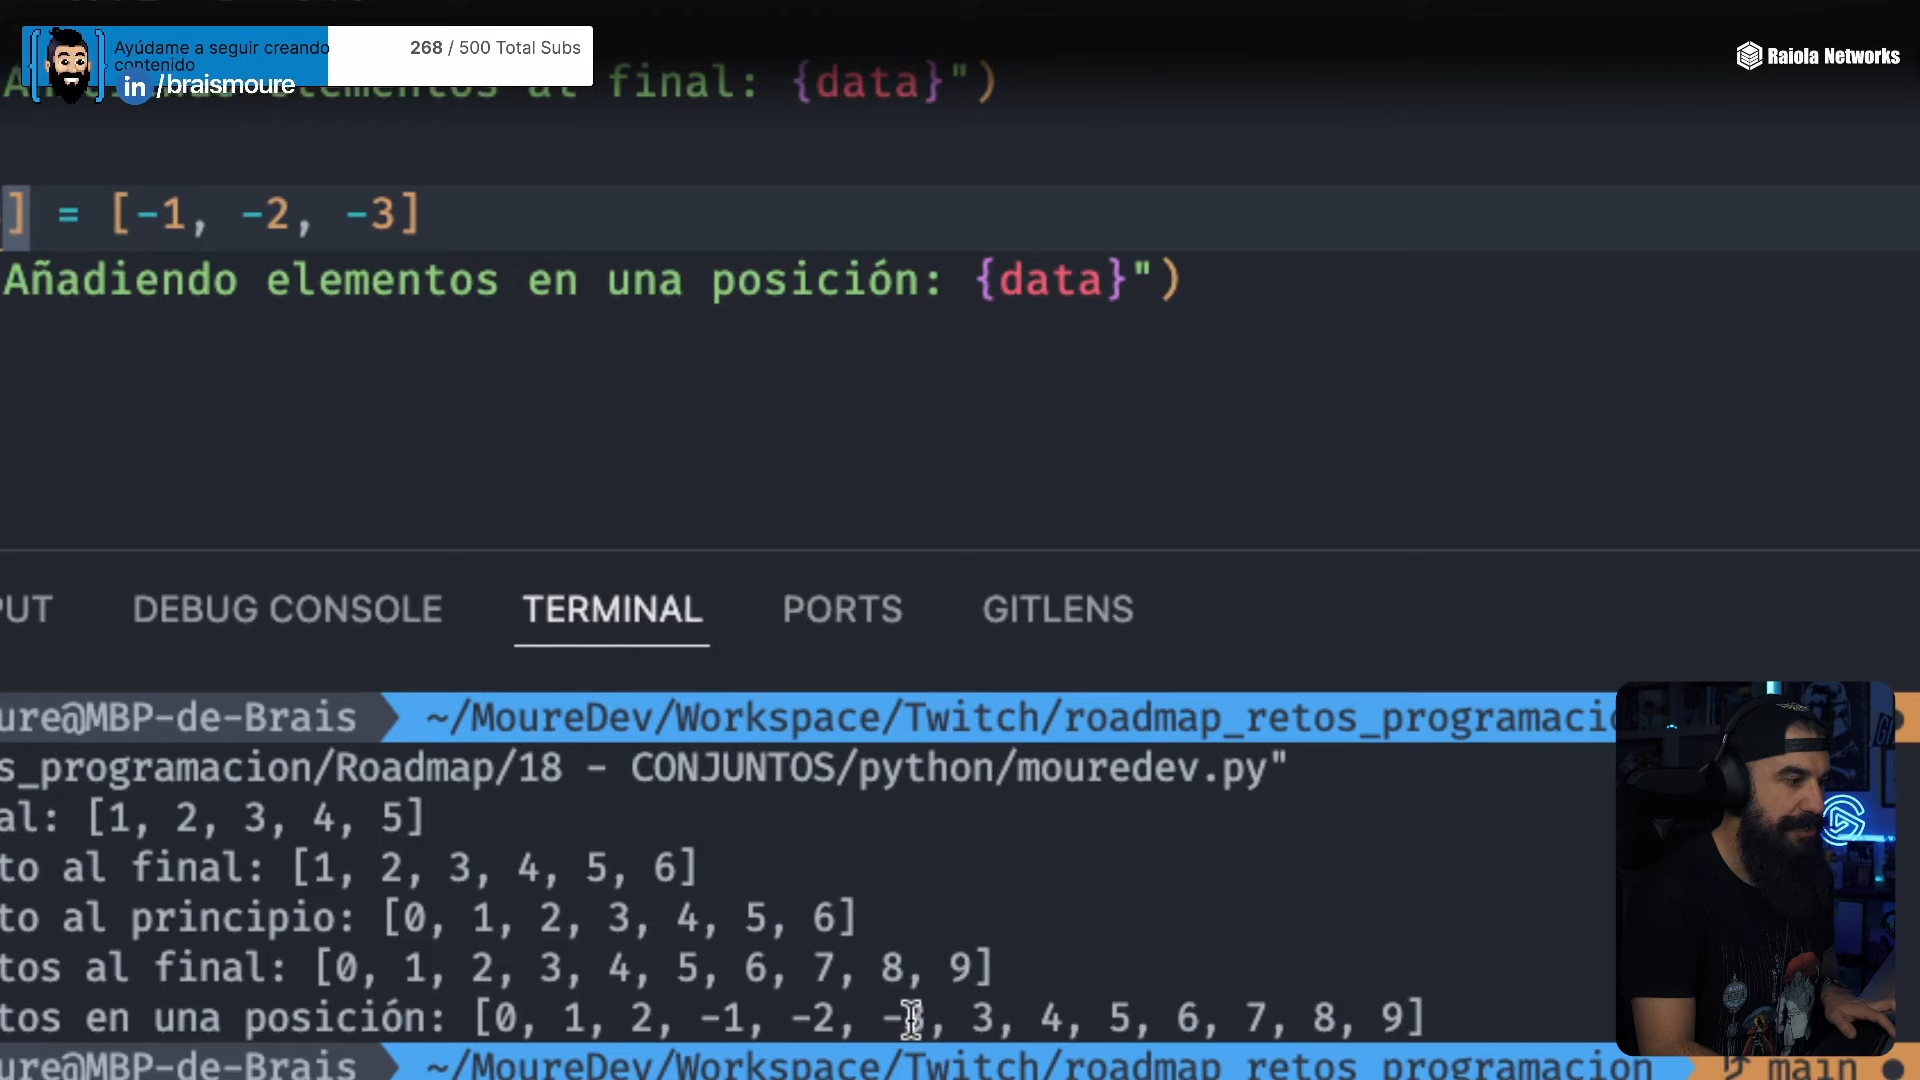 Ayúdame a seguir creando
contenido
268 / 500 Total Subs
in /braismoure
Raiola Networks
elementos al final: {data}")
] = [-1, -2, -3]
Añadiendo elementos en una posición: {data}")
PUT DEBUG CONSOLE TERMINAL PORTS GITLENS
ure@MBP-de-Brais ~/MoureDev/Workspace/Twitch/roadmap_retos_programacio
s_programacion/Roadmap/18 - CONJUNTOS/python/mouredev.py"
al: [1, 2, 3, 4, 5]
to al final: [1, 2, 3, 4, 5, 6]
to al principio: [0, 1, 2, 3, 4, 5, 6]
tos al final: [0, 1, 2, 3, 4, 5, 6, 7, 8, 9]
tos en una posición: [0, 1, 2, -1, -2, -3, 3, 4, 5, 6, 7, 8, 9]
ure@MBP-de-Brais ~/MoureDev/Workspace/Twitch/roadmap_retos_programacion main